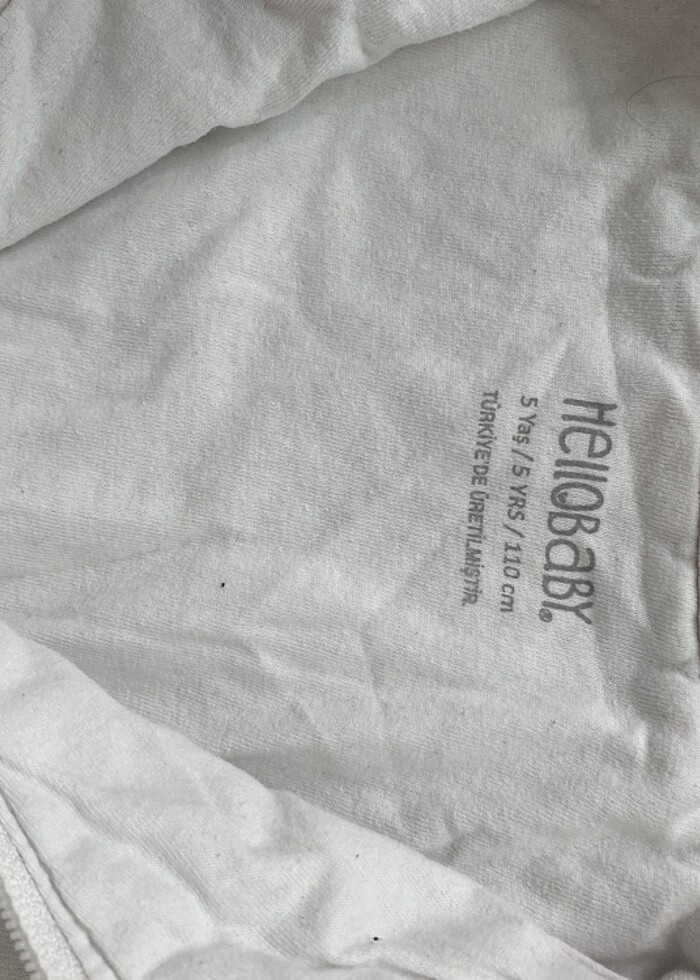 HelloBaBY®
5 Yaş / 5 YRS / 110 cm
TÜRKİYE'DE ÜRETİLMİŞTİR.